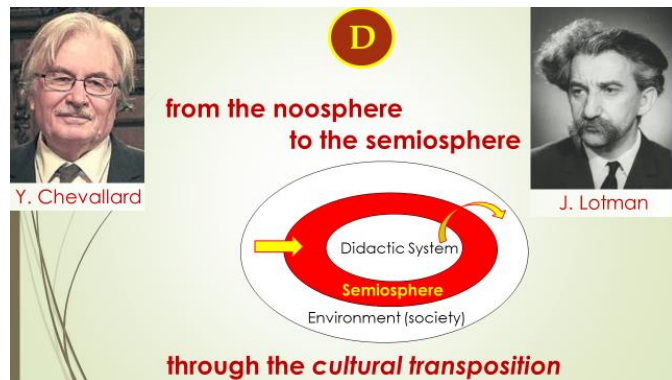 D
from the noosphere
to the semiosphere
Y. Chevallard
J. Lotman
Didactic System
Semiosphere
Environment (society)
through the cultural transposition